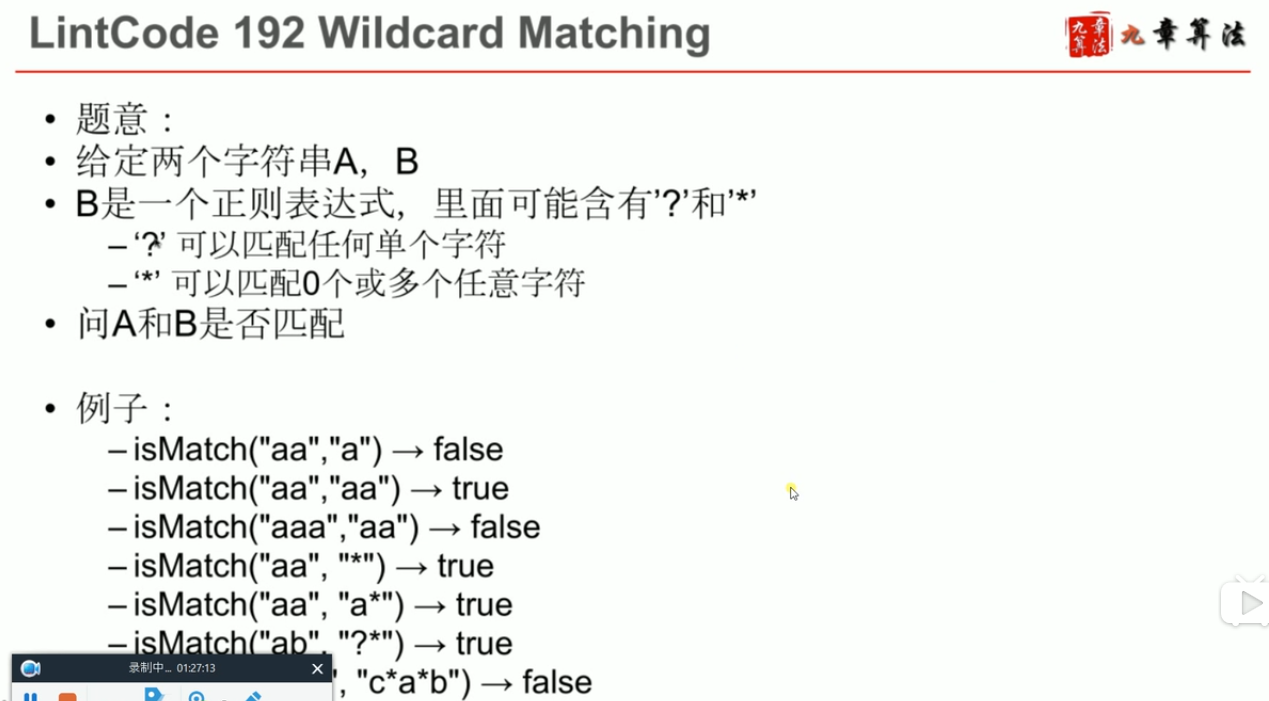 LintCode 192 Wildcard Matching
九章算法
九章算法
• 题意：
• 给定两个字符串A，B
• B是一个正则表达式，里面可能含有’?’和’*’
– ‘?’ 可以匹配任何单个字符
– ‘*’ 可以匹配0个或多个任意字符
• 问A和B是否匹配
• 例子：
– isMatch("aa","a") → false
– isMatch("aa","aa") → true
– isMatch("aaa","aa") → false
– isMatch("aa", "*") → true
– isMatch("aa", "a*") → true
– isMatch("ab", "?*") → true
, "c*a*b") → false
录制中... 01:27:13